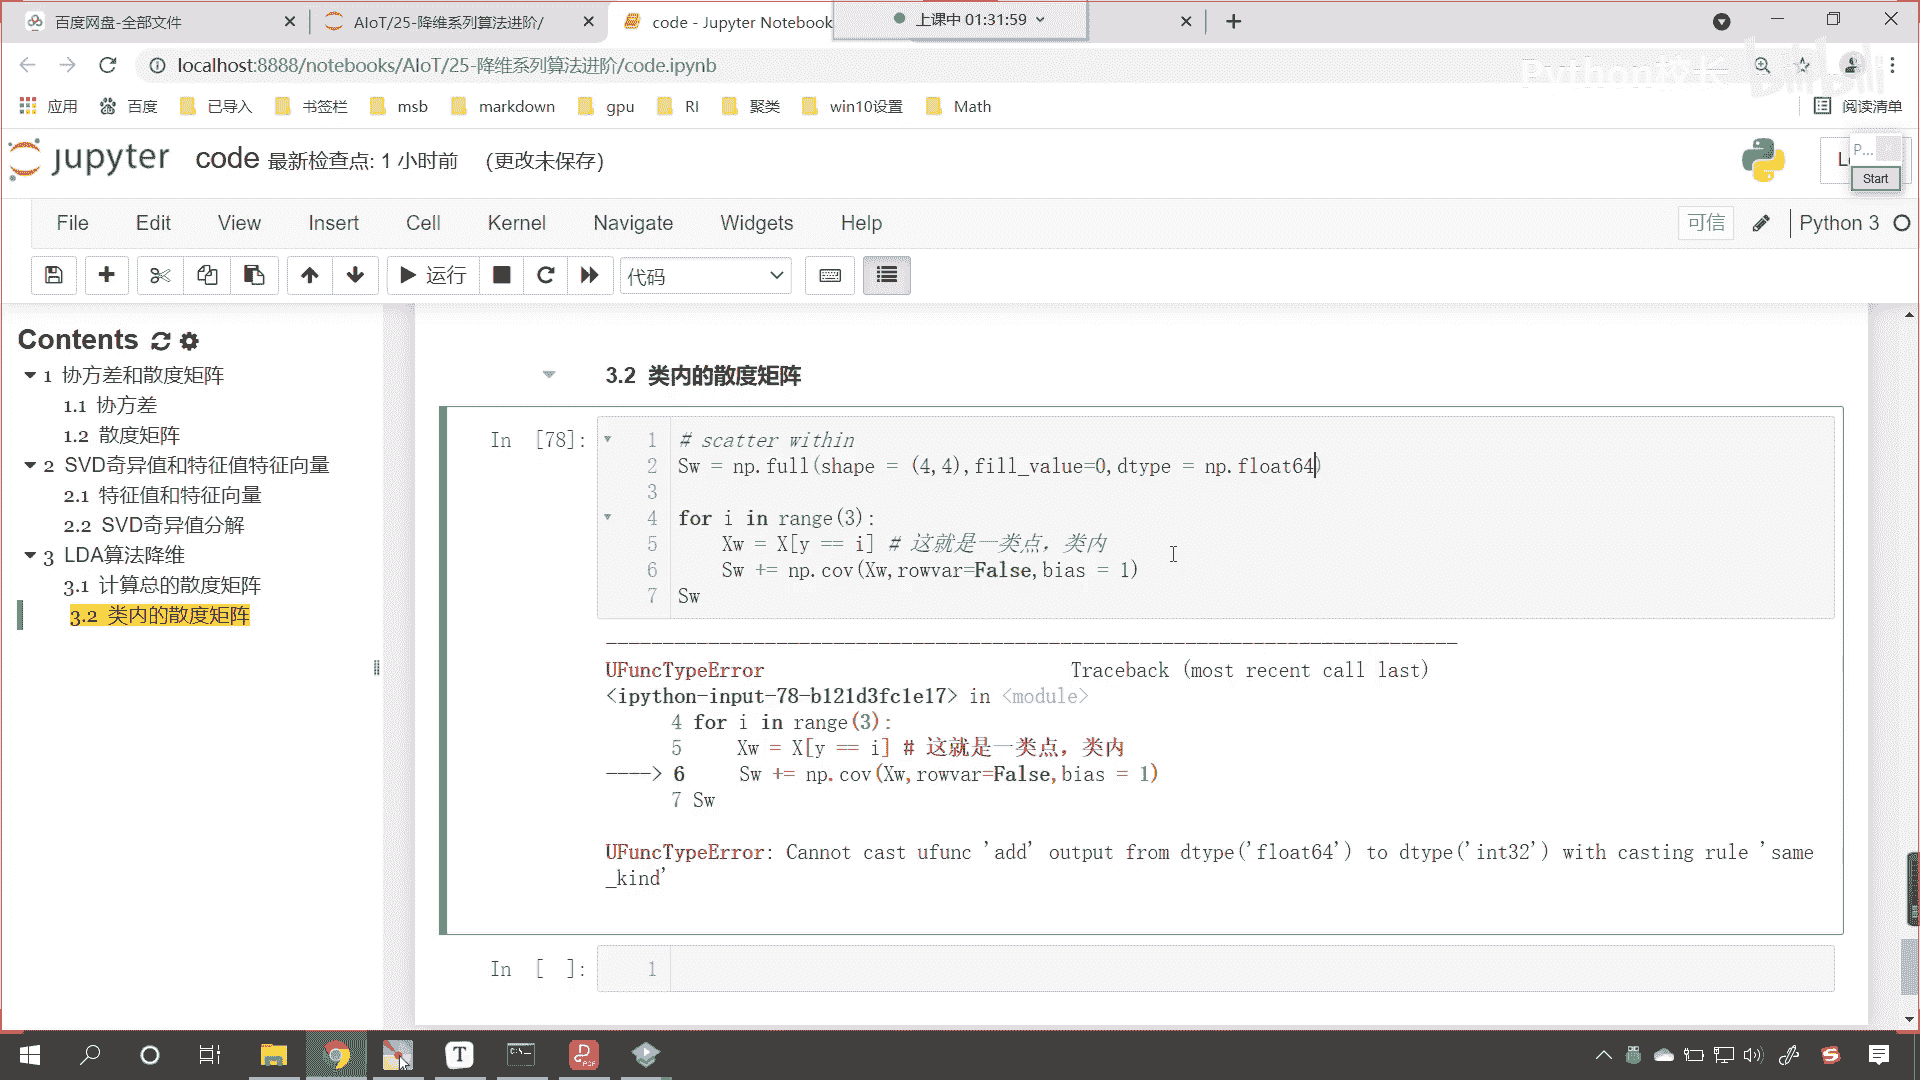 百度网盘-全部文件
AIoT/25-降维系列算法进阶/
code - Jupyter Notebook
上课中 01:31:59
localhost:8888/notebooks/AIoT/25-降维系列算法进阶/code.ipynb
Python校长
bilibili
应用
百度
已导入
书签栏
msb
markdown
gpu
RI
聚类
win10设置
Math
阅读清单
jupyter
code 最新检查点: 1 小时前 (更改未保存)
P...
Start
File
Edit
View
Insert
Cell
Kernel
Navigate
Widgets
Help
可信
Python 3
运行
代码
Contents
1 协方差和散度矩阵
1.1 协方差
1.2 散度矩阵
2 SVD奇异值和特征值特征向量
2.1 特征值和特征向量
2.2 SVD奇异值分解
3 LDA算法降维
3.1 计算总的散度矩阵
3.2 类内的散度矩阵
3.2 类内的散度矩阵
In [78]:
1 # scatter within
2 Sw = np.full(shape = (4,4),fill_value=0,dtype = np.float64)
3
4 for i in range(3):
5 Xw = X[y == i] # 这就是一类点，类内
6 Sw += np.cov(Xw,rowvar=False,bias = 1)
7 Sw
---------------------------------------------------------------------------
UFuncTypeError Traceback (most recent call last)
<ipython-input-78-b121d3fc1e17> in <module>
4 for i in range(3):
5 Xw = X[y == i] # 这就是一类点，类内
----> 6 Sw += np.cov(Xw,rowvar=False,bias = 1)
7 Sw
UFuncTypeError: Cannot cast ufunc 'add' output from dtype('float64') to dtype('int32') with casting rule 'same
_kind'
In [ ]:
1